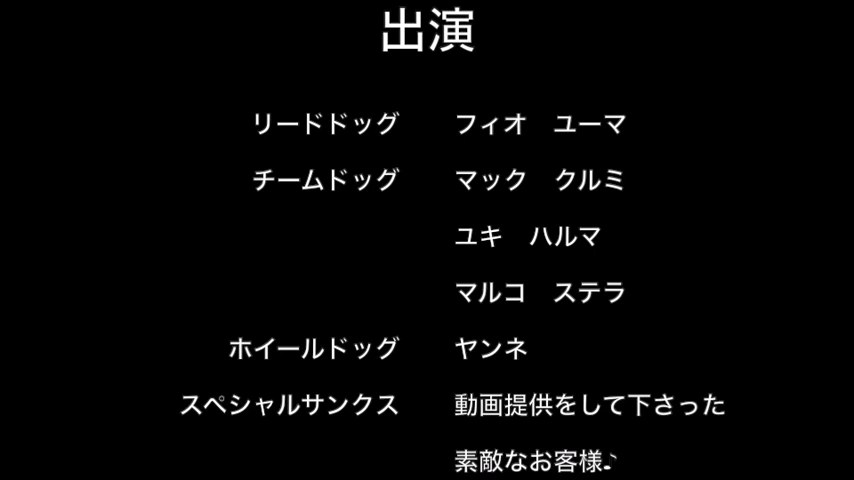 出演
リードドッグ　フィオ　ユーマ
チームドッグ　マック　クルミ
ユキ　ハルマ
マルコ　ステラ
ホイールドッグ　ヤンネ
スペシャルサンクス　動画提供をして下さった
素敵なお客様♪